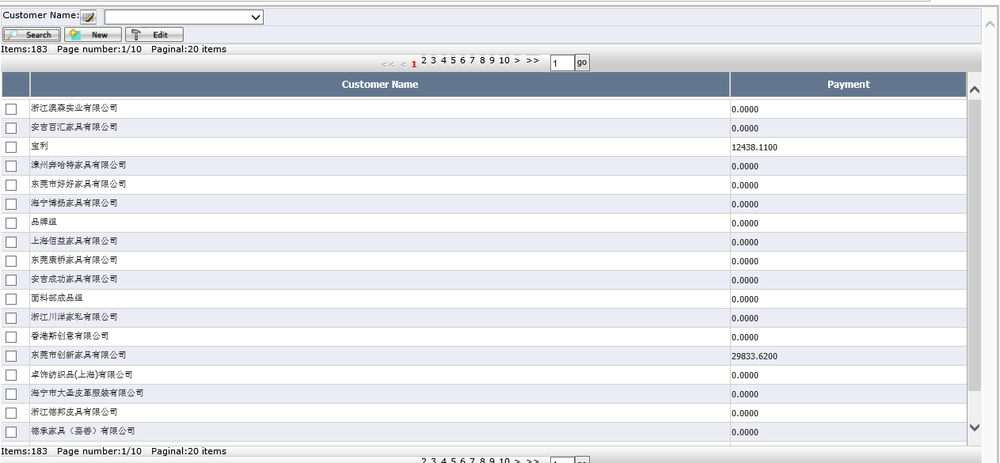 Customer Name:
Search New Edit
Items:183 Page number:1/10 Paginal:20 items
<< < 1 2 3 4 5 6 7 8 9 10 > >> 1 go
Customer Name Payment
浙江澳森实业有限公司 0.0000
安吉百汇家具有限公司 0.0000
宝利 12438.1100
漳州奔哈特家具有限公司 0.0000
东莞市好好家具有限公司 0.0000
海宁博扬家具有限公司 0.0000
品牌组 0.0000
上海佰益家具有限公司 0.0000
东莞康桥家具有限公司 0.0000
安吉成功家具有限公司 0.0000
面料部成品组 0.0000
浙江川洋家私有限公司 0.0000
香港斯创意有限公司 0.0000
东莞市创新家具有限公司 29833.6200
卓饰纺织品(上海)有限公司 0.0000
海宁市大圣皮革服装有限公司 0.0000
浙江德邦皮具有限公司 0.0000
德承家具（嘉善）有限公司 0.0000
Items:183 Page number:1/10 Paginal:20 items
2 3 4 5 6 7 8 9 10 > >> go